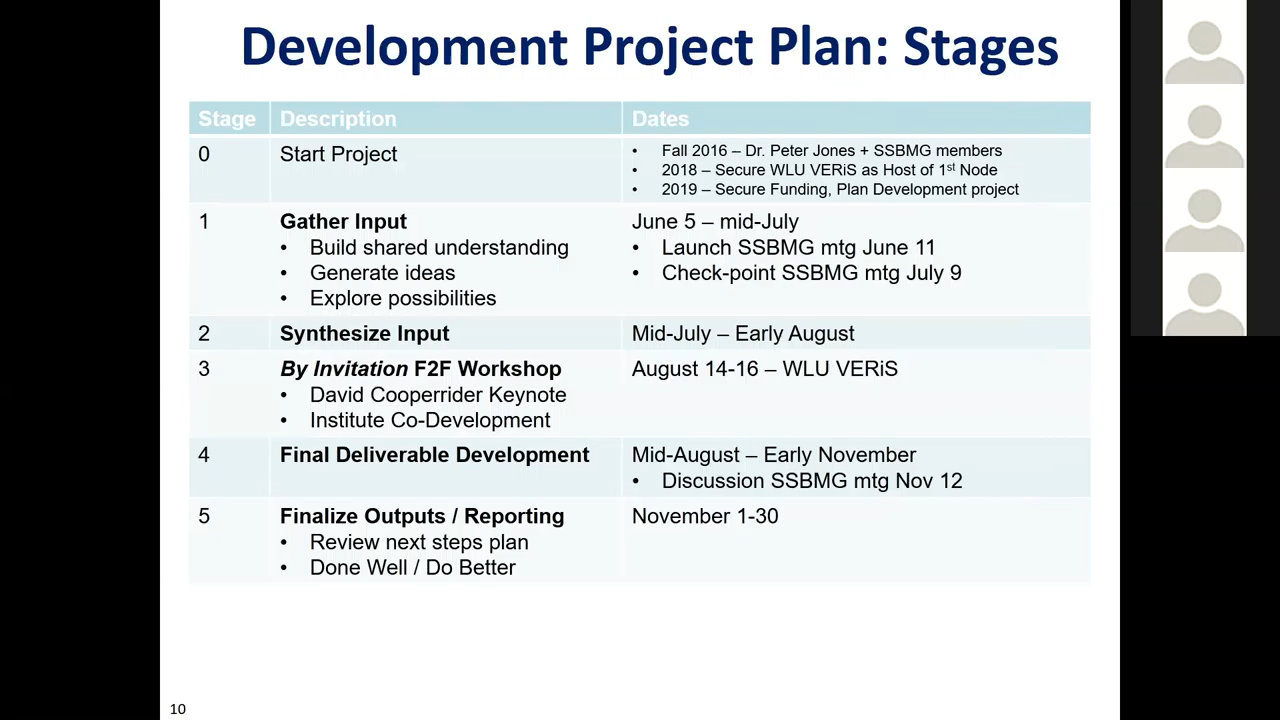 Development Project Plan: Stages
Stage Description Dates
0 Start Project
• Fall 2016 – Dr. Peter Jones + SSBMG members
• 2018 – Secure WLU VERiS as Host of 1st Node
• 2019 – Secure Funding, Plan Development project
1 Gather Input June 5 – mid-July
• Build shared understanding • Launch SSBMG mtg June 11
• Generate ideas • Check-point SSBMG mtg July 9
• Explore possibilities
2 Synthesize Input Mid-July – Early August
3 By Invitation F2F Workshop August 14-16 – WLU VERiS
• David Cooperrider Keynote
• Institute Co-Development
4 Final Deliverable Development Mid-August – Early November
• Discussion SSBMG mtg Nov 12
5 Finalize Outputs / Reporting November 1-30
• Review next steps plan
• Done Well / Do Better
10